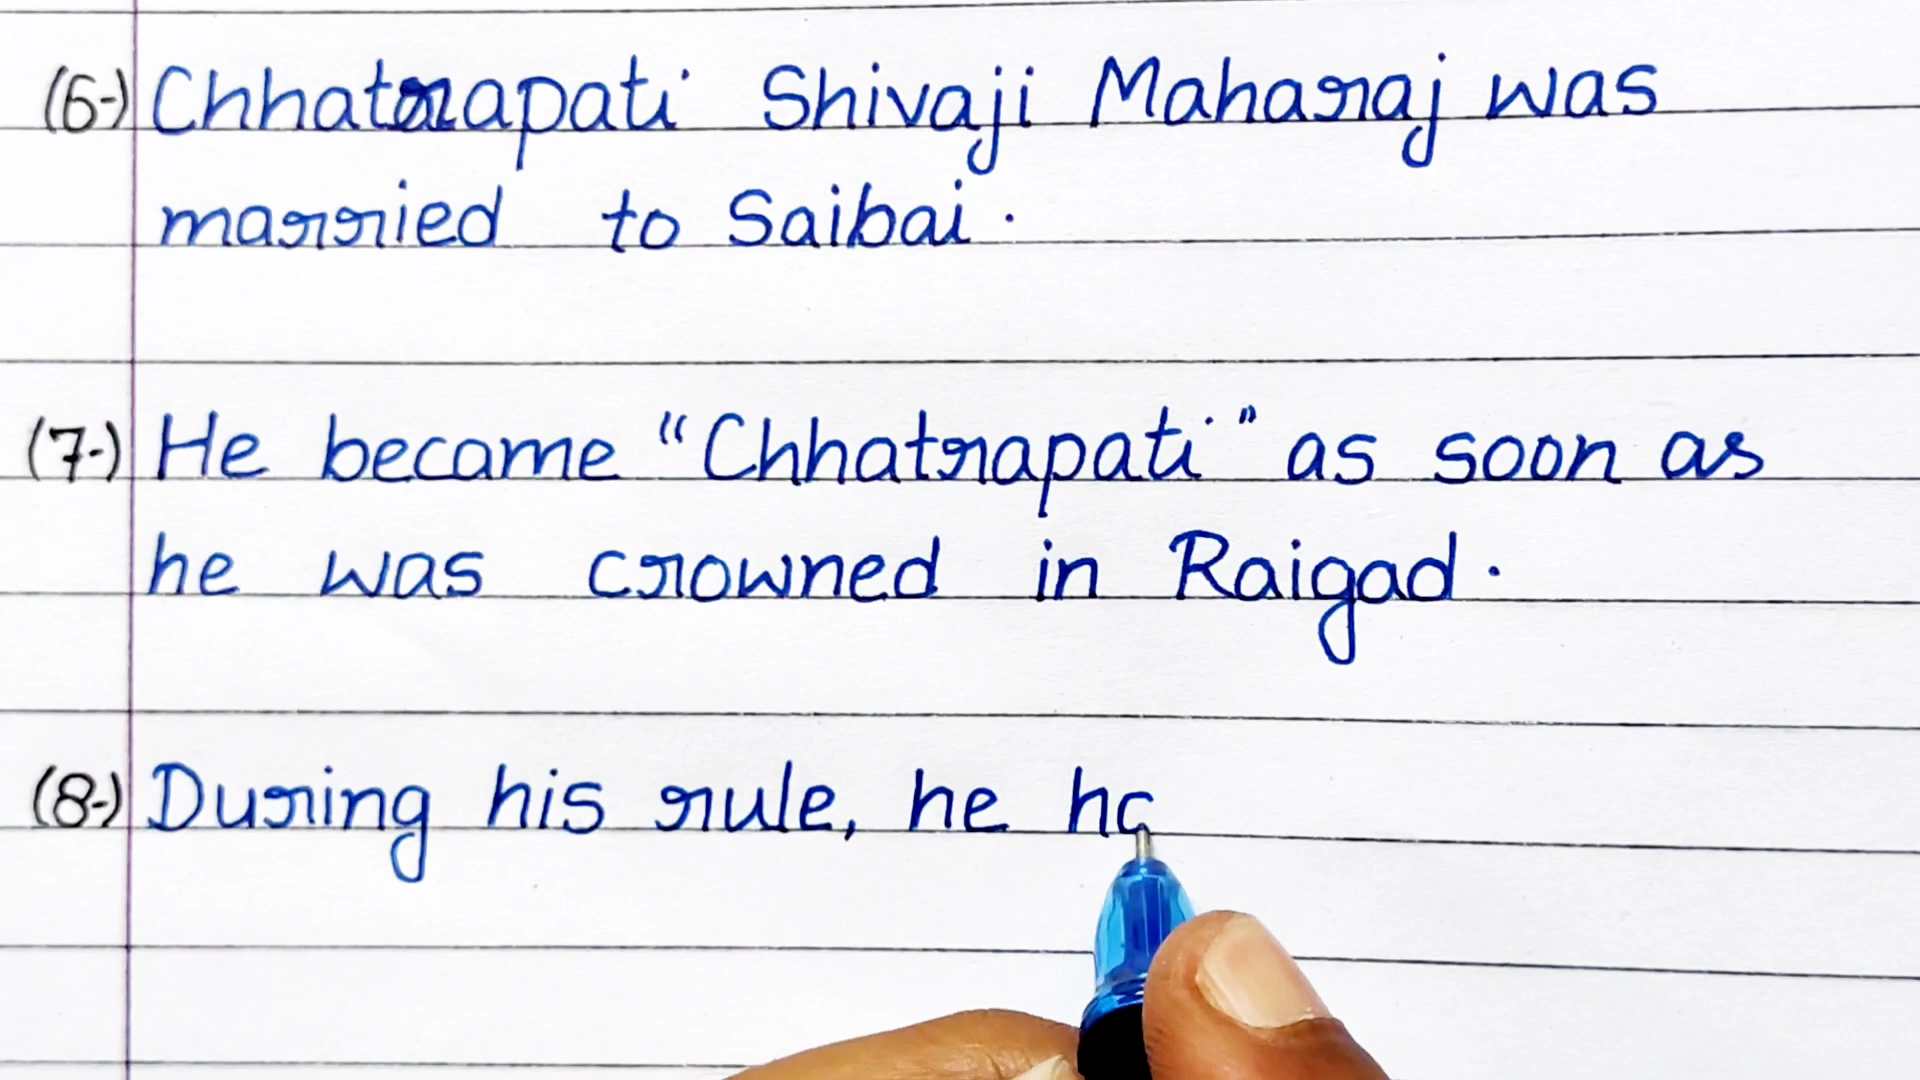 (6-) Chhatrapati Shivaji Maharaj was
married to Saibai.
(7-) He became "Chhatrapati" as soon as
he was crowned in Raigad.
(8-) During his rule, he